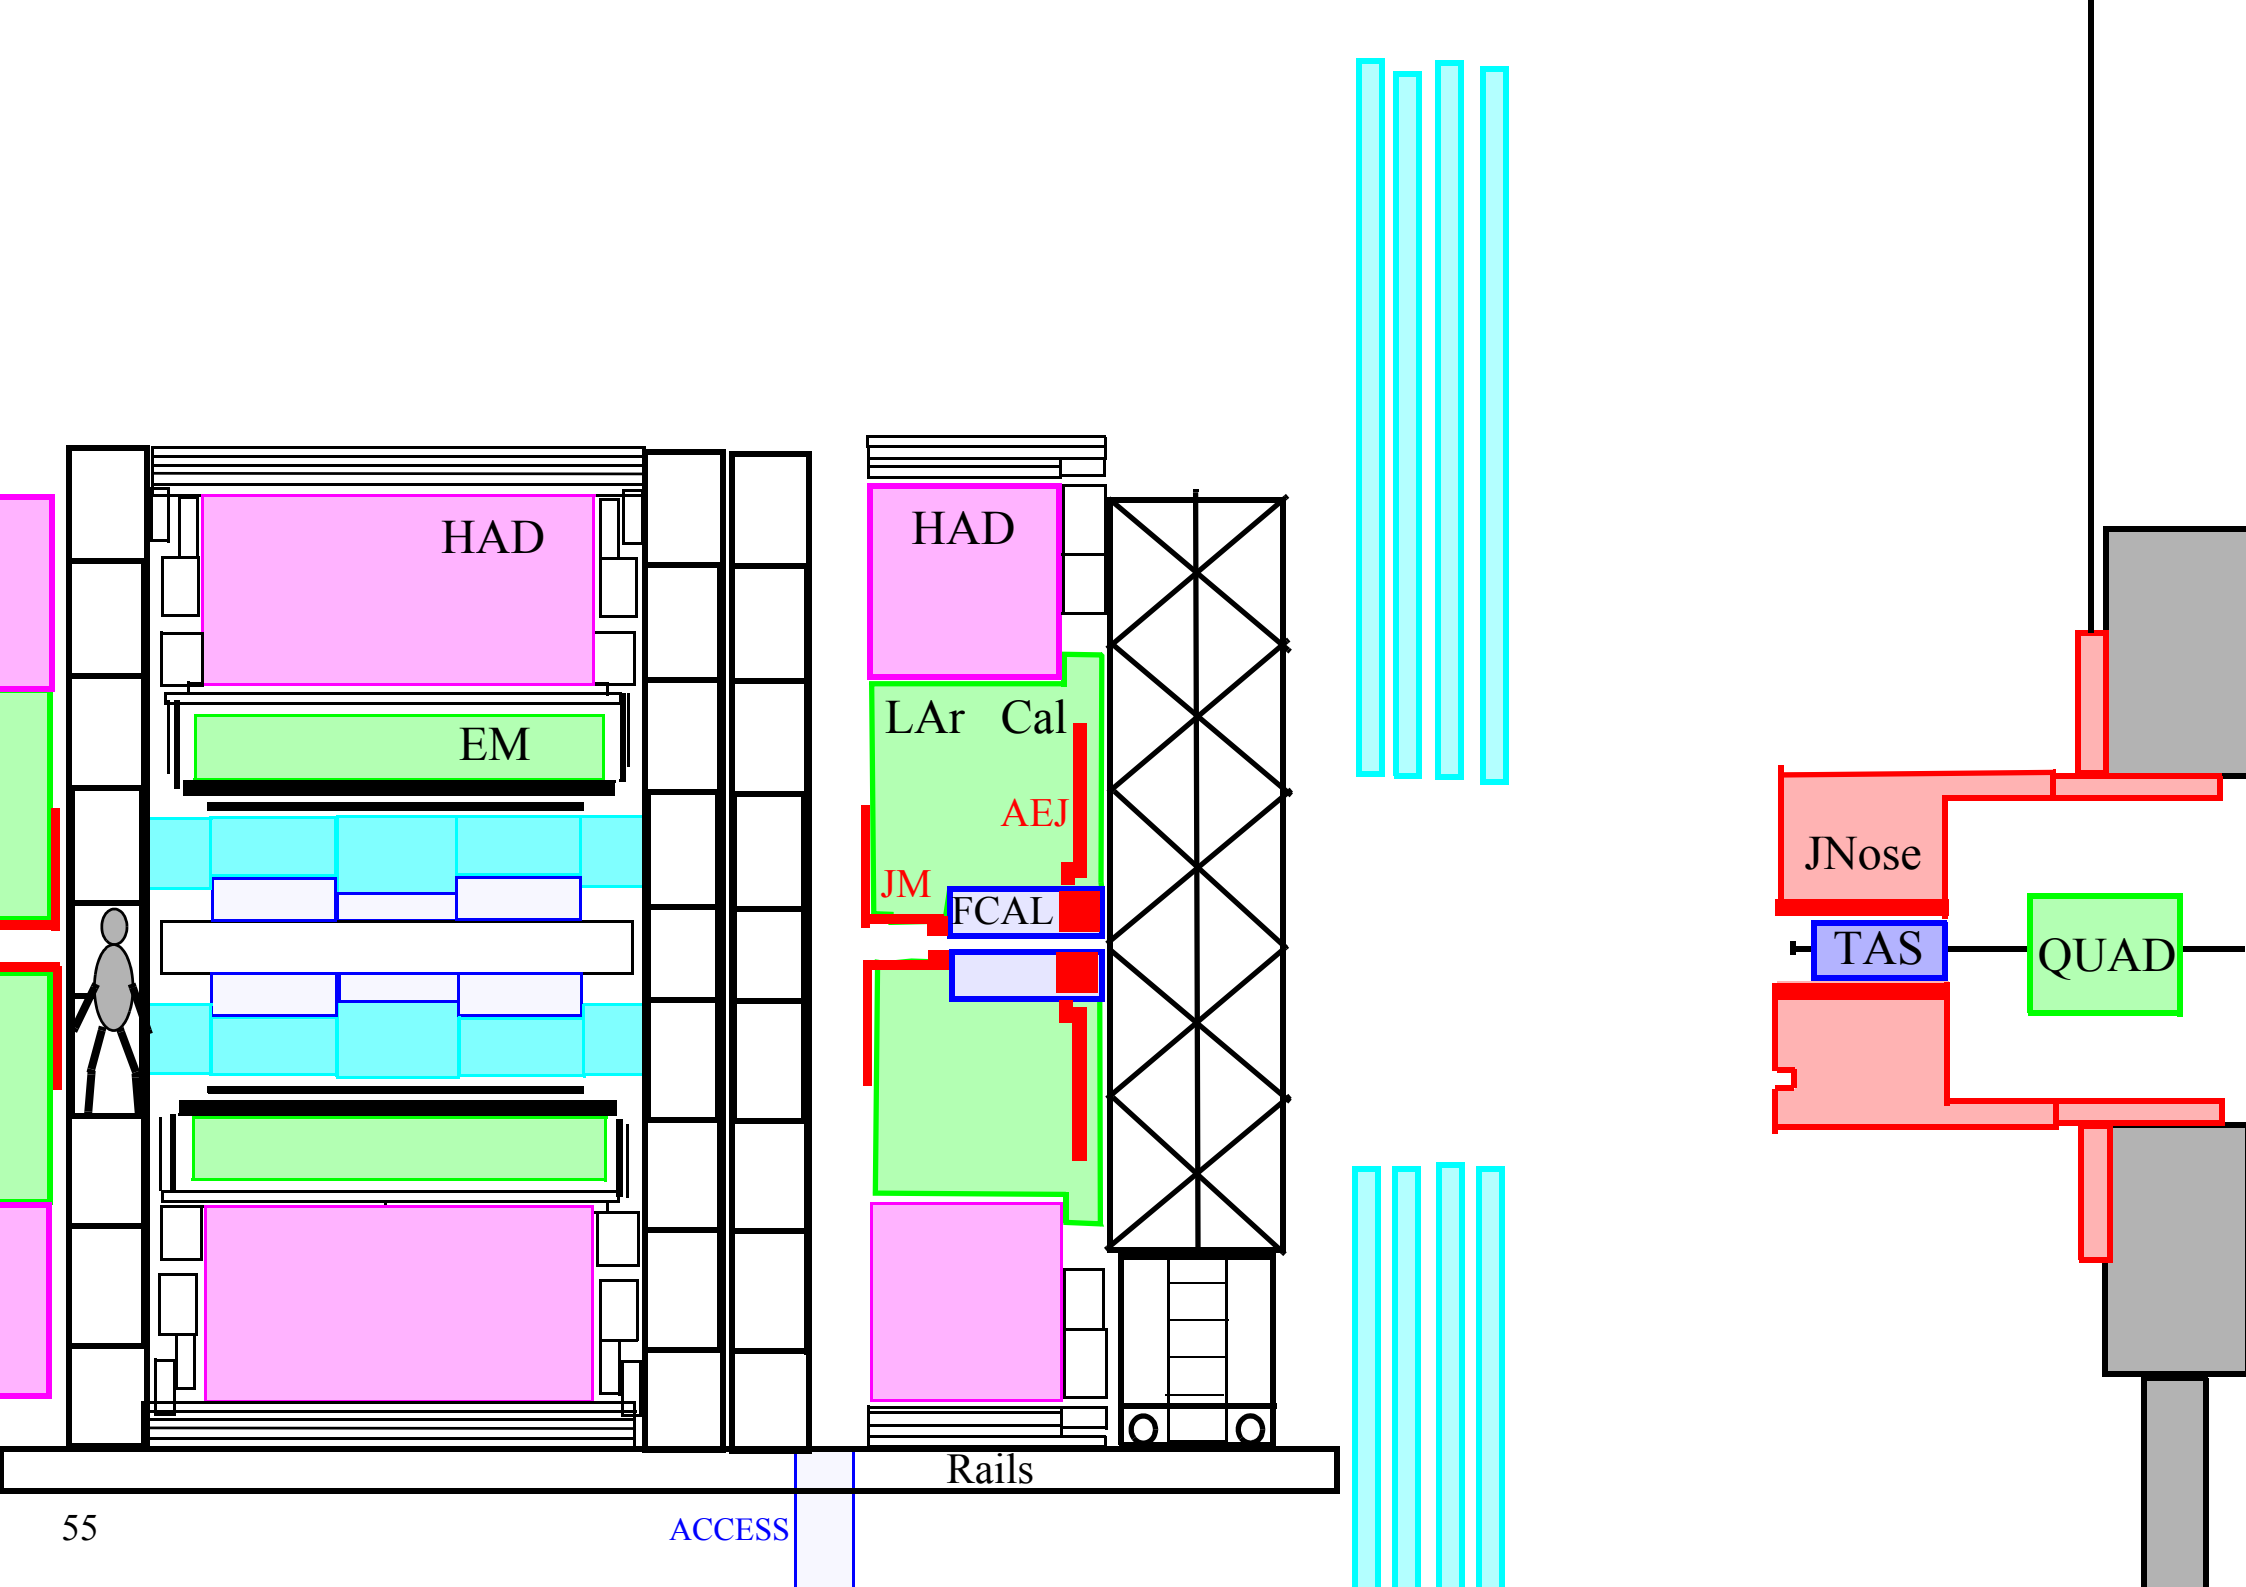 HAD
HAD
EM
LAr Cal
AEJ
JM
FCAL
JNose
TAS
QUAD
Rails
55
ACCESS